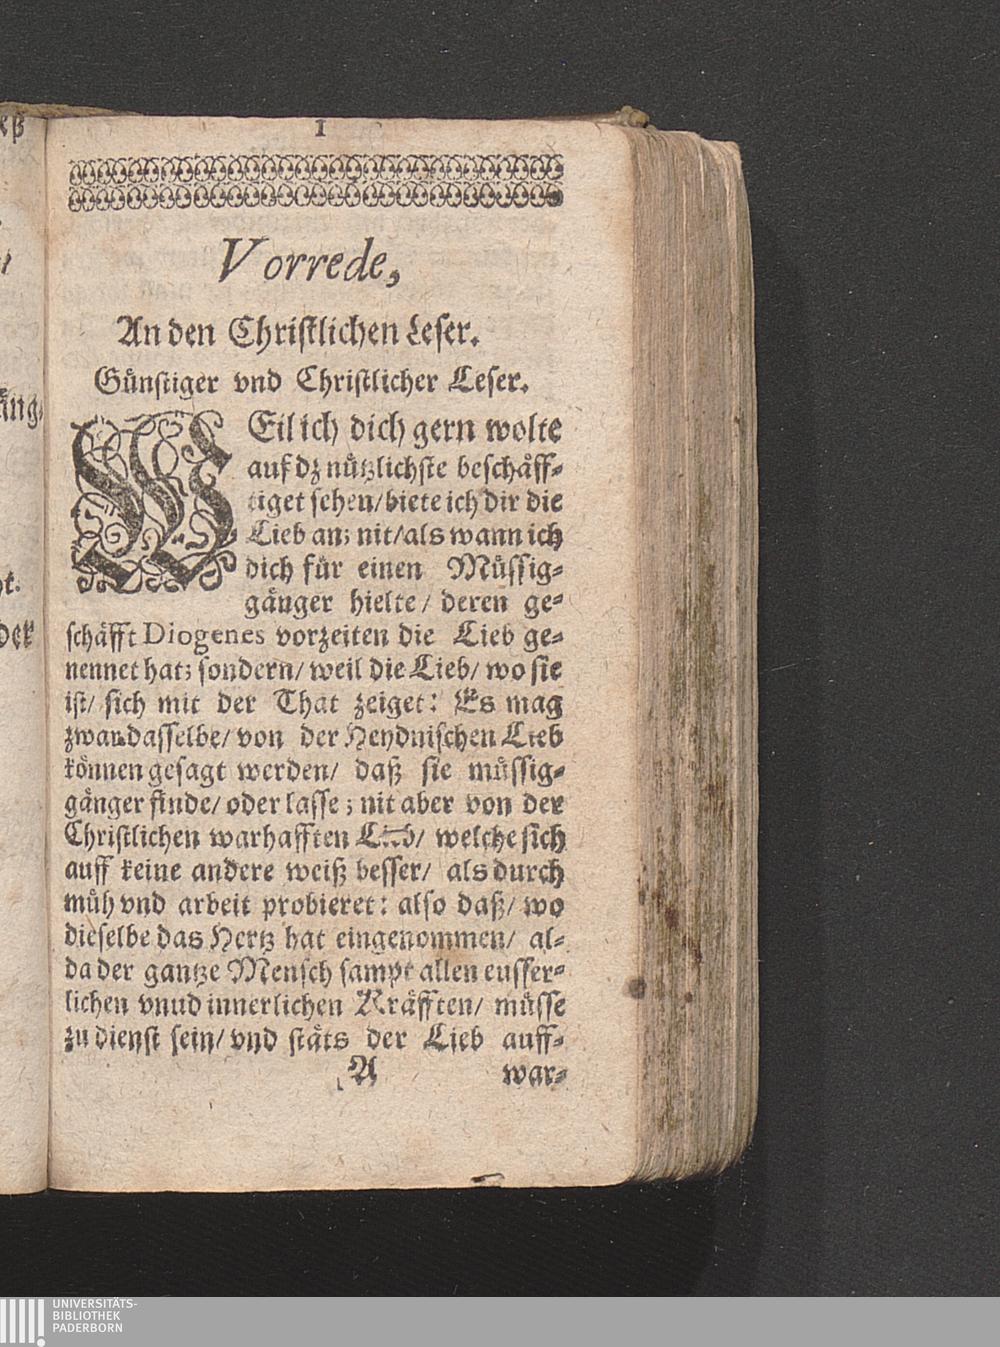 1
Vorrede,
An den Christlichen Leser.
Günstiger vnd Christlicher Leser.
WEil ich dich gern wolte
auf dz nützlichste beschäff-
tiget sehen/ biete ich dir die
Lieb an; nit/ als wann ich
dich für einen Müssig-
gänger hielte/ deren ge-
schäfft Diogenes vorzeiten die Lieb ge-
nennet hat; sondern/ weil die Lieb/ wo sie
ist/ sich mit der That zeiget: Es mag
zwar dasselbe/ von der Heydnischen Lieb
können gesagt werden/ daß sie müssig-
gänger finde/ oder lasse; nit aber von der
Christlichen warhafften Lieb/ welche sich
auff keine andere weiß besser/ als durch
müh vnd arbeit probieret: also daß/ wo
dieselbe das Hertz hat eingenommen/ al-
da der gantze Mensch sampt allen eusser-
lichen vnud innerlichen Kräfften/ müsse
zu dienst sein/ vnd stäts der Lieb auff-
A war-
UNIVERSITÄTS-
BIBLIOTHEK
PADERBORN